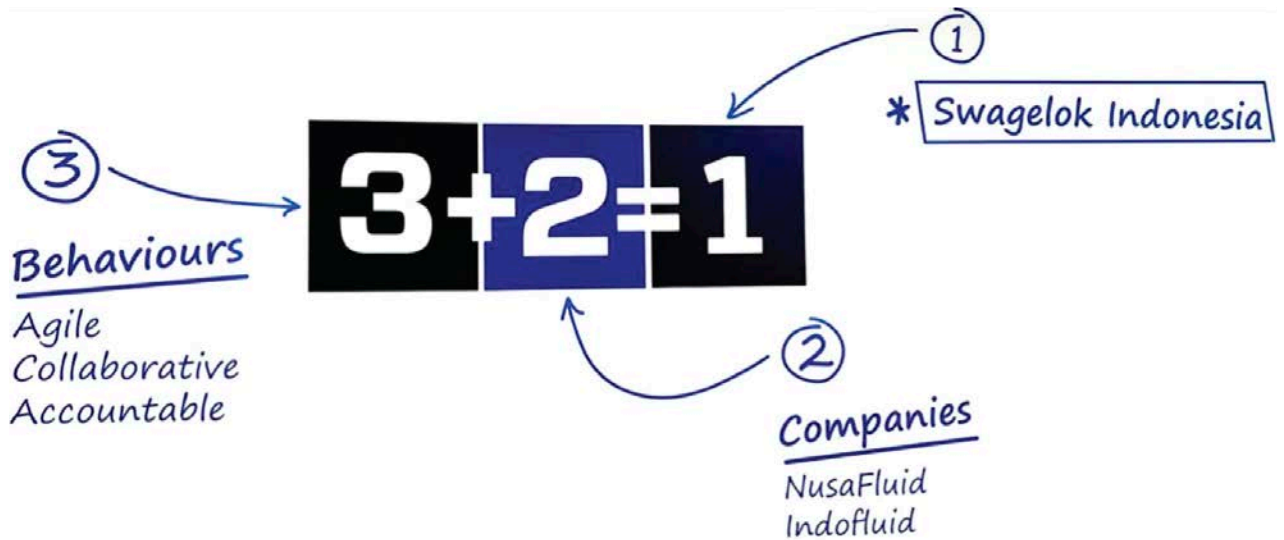 1
* Swagelok Indonesia
3
3+2=1
Behaviours
Agile
Collaborative
Accountable
2
Companies
NusaFluid
Indofluid